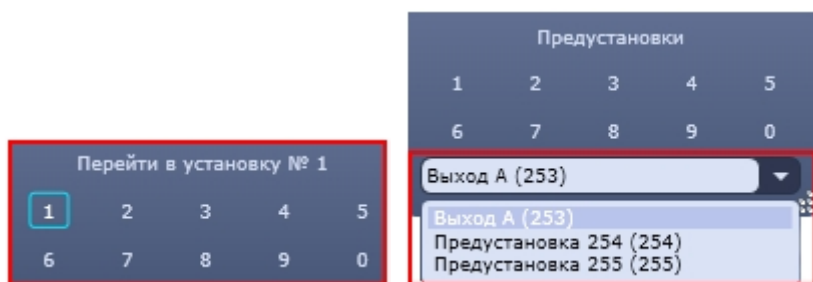 Перейти в установку № 1
1 2 3 4 5
6 7 8 9 0
Предустановки
1 2 3 4 5
6 7 8 9 0
Выход А (253)
Выход А (253)
Предустановка 254 (254)
Предустановка 255 (255)